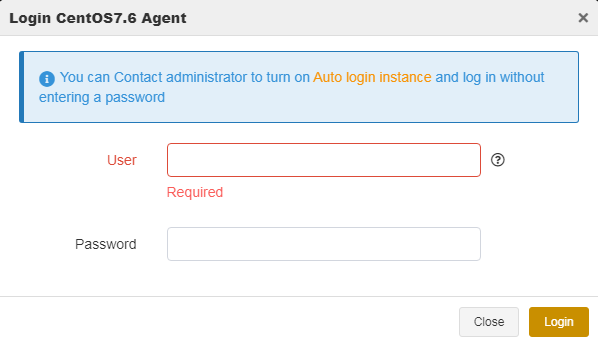 Login CentOS7.6 Agent ×
You can Contact administrator to turn on Auto login instance and log in without
entering a password
User
Required
Password
Close Login